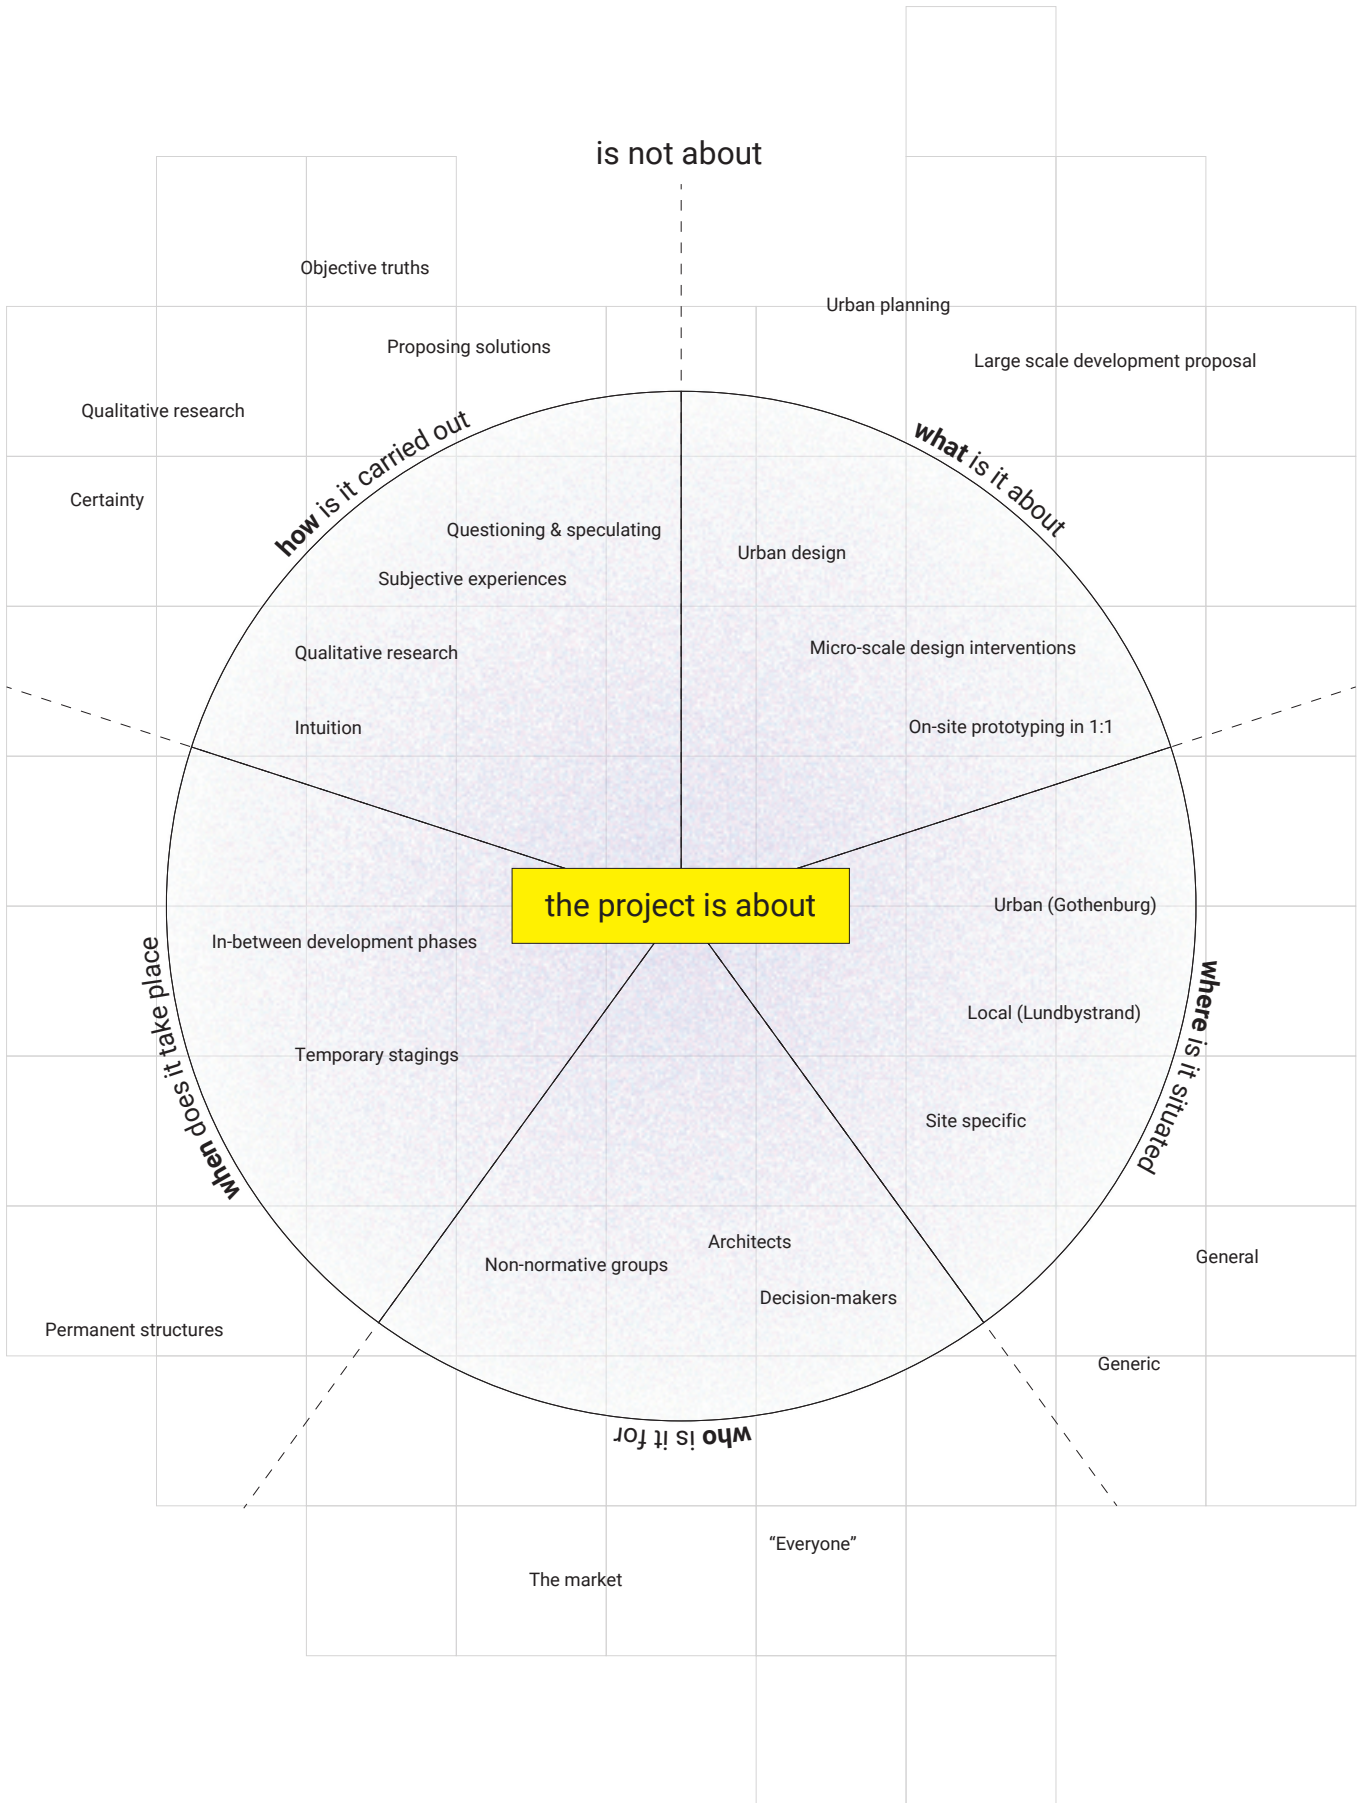 is not about
Objective truths
Urban planning
Proposing solutions
Large scale development proposal
Qualitative research
how is it carried out
what is it about
Certainty
Questioning & speculating
Urban design
Subjective experiences
Qualitative research
Micro-scale design interventions
Intuition
On-site prototyping in 1:1
the project is about
Urban (Gothenburg)
In-between development phases
when does it take place
where is it situated
Local (Lundbystrand)
Temporary stagings
Site specific
Architects
Non-normative groups
General
Decision-makers
Permanent structures
Generic
who is it for
“Everyone”
The market